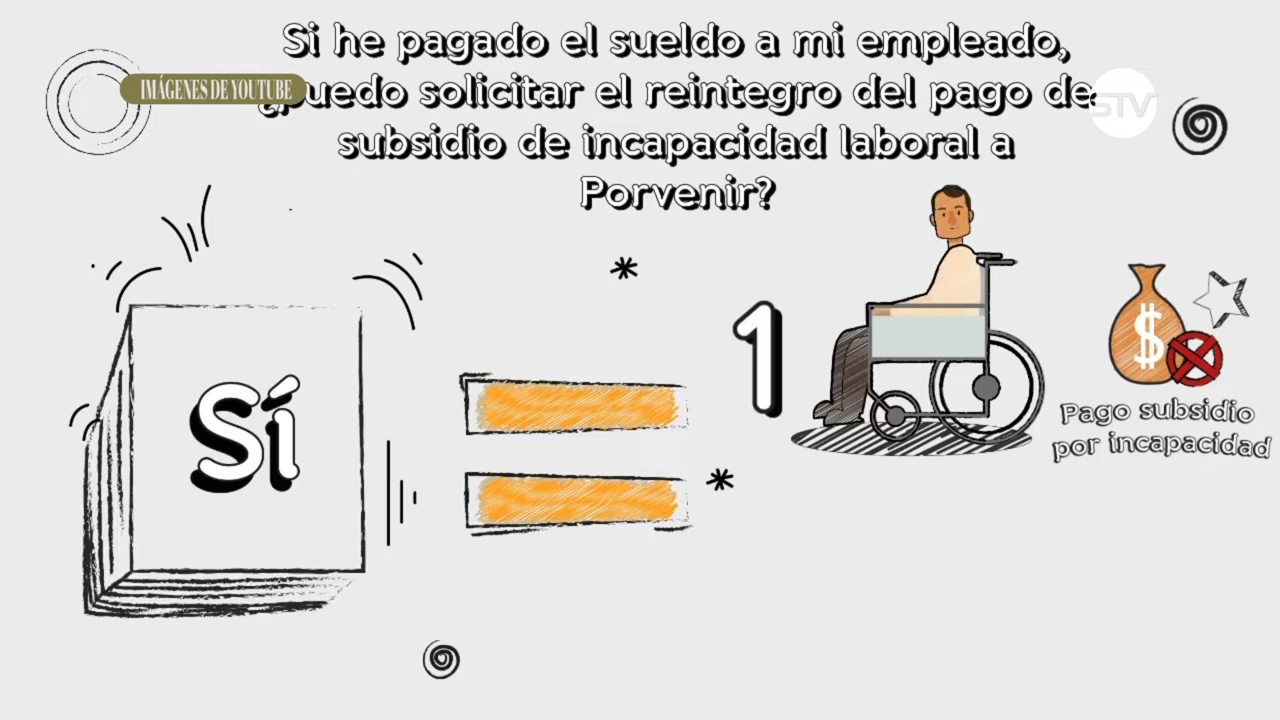 Si he pagado el sueldo a mi empleado,
IMÁGENES DE YOUTUBE
¿puedo solicitar el reintegro del pago de
STV
subsidio de incapacidad laboral a
Porvenir?
Sí
1
$
Pago subsidio
por incapacidad